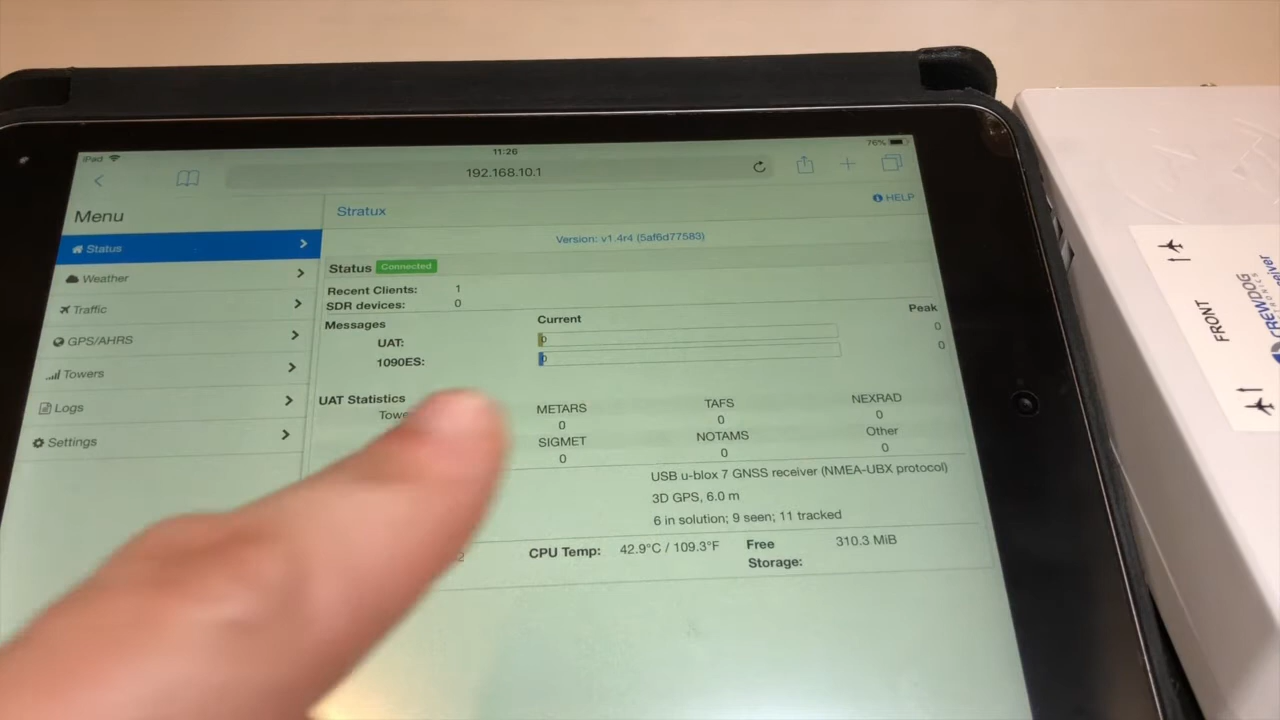 iPad 11:26 76%
192.168.10.1
Menu Stratux HELP
Version: v1.4r4 (5af6d77583)
Status
Status Connected
Weather
Recent Clients: 1
SDR devices: 0
Traffic
Messages Current Peak
UAT: 0 0
GPS/AHRS
1090ES: 0 0
Towers
UAT Statistics METARS TAFS NEXRAD
0 0 0
Logs
SIGMET NOTAMS Other
0 0 0
Settings
USB u-blox 7 GNSS receiver (NMEA-UBX protocol)
3D GPS, 6.0 m
6 in solution; 9 seen; 11 tracked
CPU Temp: 42.9°C / 109.3°F Free Storage: 310.3 MiB
FRONT
CREWDOG